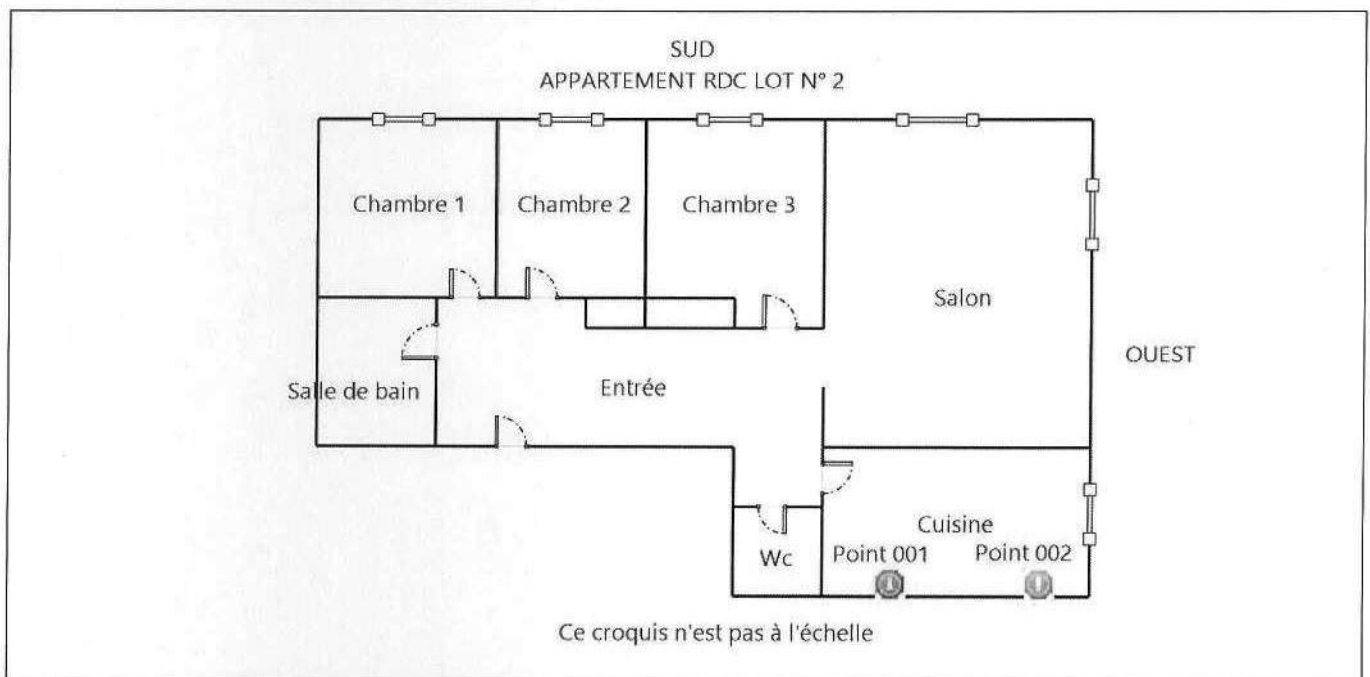 SUD
APPARTEMENT RDC LOT N° 2
Chambre 1
Chambre 2
Chambre 3
Salon
OUEST
Salle de bain
Entrée
Cuisine
Wc
Point 001
Point 002
Ce croquis n'est pas à l'échelle